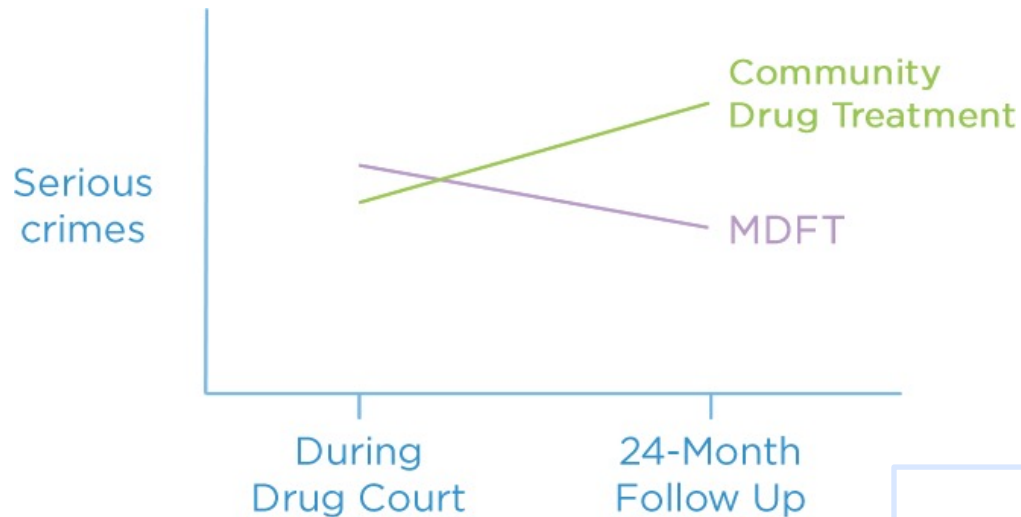 Community
Drug Treatment
Serious
crimes
MDFT
During
Drug Court
24-Month
Follow Up